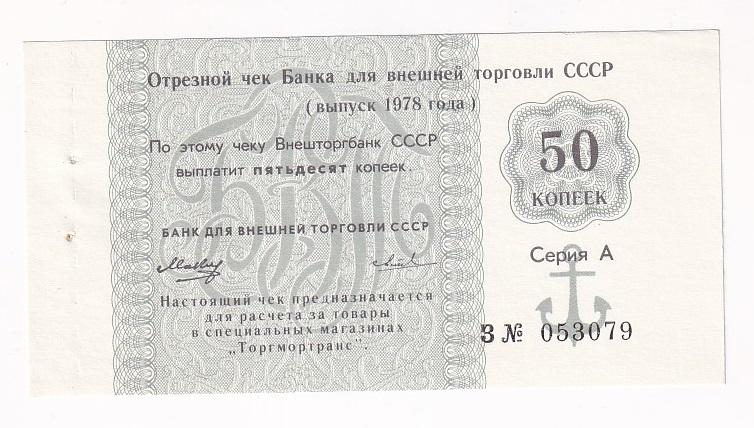 Отрезной чек Банка для внешней торговли СССР
(выпуск 1978 года)
По этому чеку Внешторгбанк СССР
выплатит пятьдесят копеек.
50
КОПЕЕК
БАНК ДЛЯ ВНЕШНЕЙ ТОРГОВЛИ СССР
Серия А
Настоящий чек предназначается
для расчета за товары
в специальных магазинах
„Торгмортранс".
З № 053079